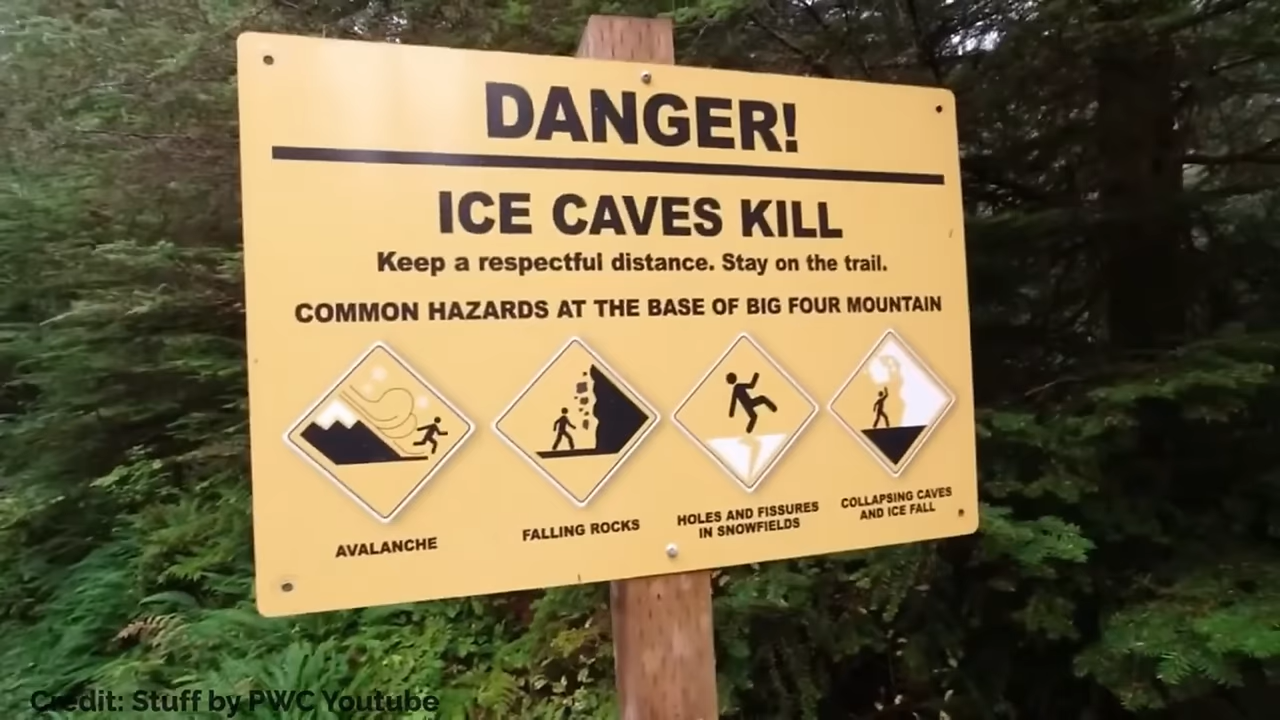 DANGER!
ICE CAVES KILL
Keep a respectful distance. Stay on the trail.
COMMON HAZARDS AT THE BASE OF BIG FOUR MOUNTAIN
AVALANCHE
FALLING ROCKS
HOLES AND FISSURES
IN SNOWFIELDS
COLLAPSING CAVES
AND ICE FALL
Credit: Stuff by PWC Youtube